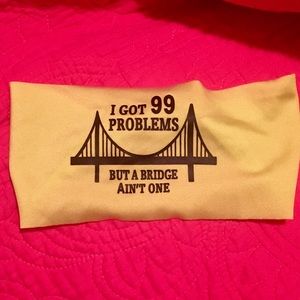 I GOT 99
PROBLEMS
BUT A BRIDGE
AIN'T ONE